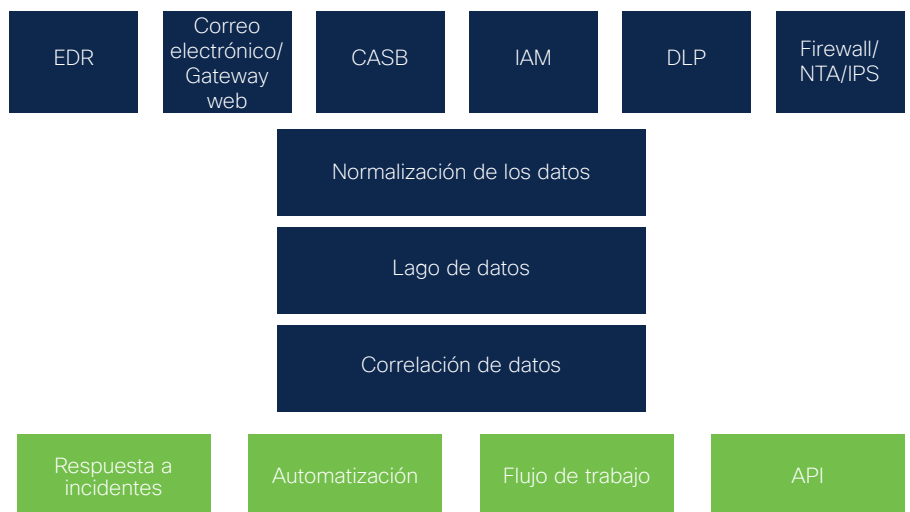 EDR
Correo
electrónico/
Gateway
web
CASB
IAM
DLP
Firewall/
NTA/IPS
Normalización de los datos
Lago de datos
Correlación de datos
Respuesta a
incidentes
Automatización
Flujo de trabajo
API